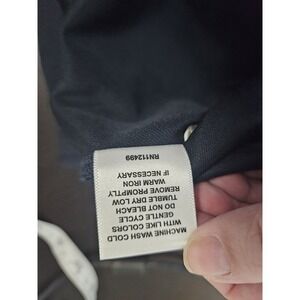 MACHINE WASH COLD
WITH LIKE COLORS
GENTLE CYCLE
DO NOT BLEACH
TUMBLE DRY LOW
REMOVE PROMPTLY
WARM IRON
IF NECESSARY
RN112499